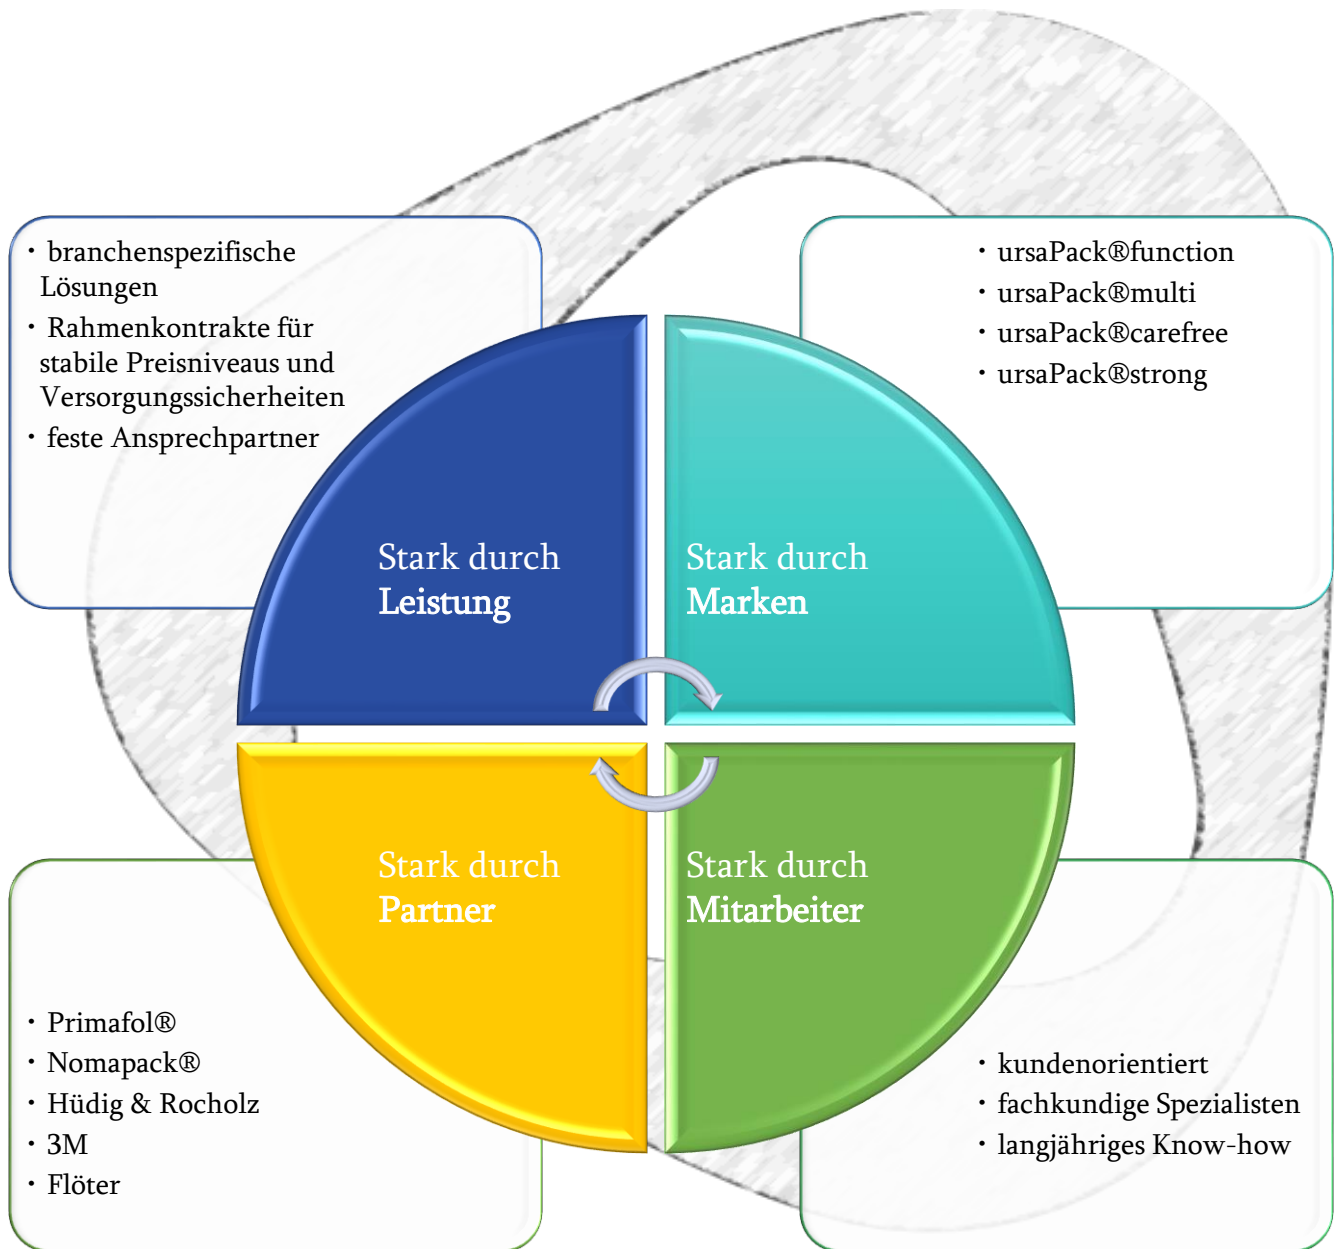 · branchenspezifische
Lösungen
· Rahmenkontrakte für
stabile Preisniveaus und
Versorgungssicherheiten
· feste Ansprechpartner
· ursaPack®function
· ursaPack®multi
· ursaPack®carefree
· ursaPack®strong
Stark durch
Leistung
Stark durch
Marken
Stark durch
Partner
Stark durch
Mitarbeiter
· Primafol®
· Nomapack®
· Hüdig & Rocholz
· 3M
· Flöter
· kundenorientiert
· fachkundige Spezialisten
· langjähriges Know-how